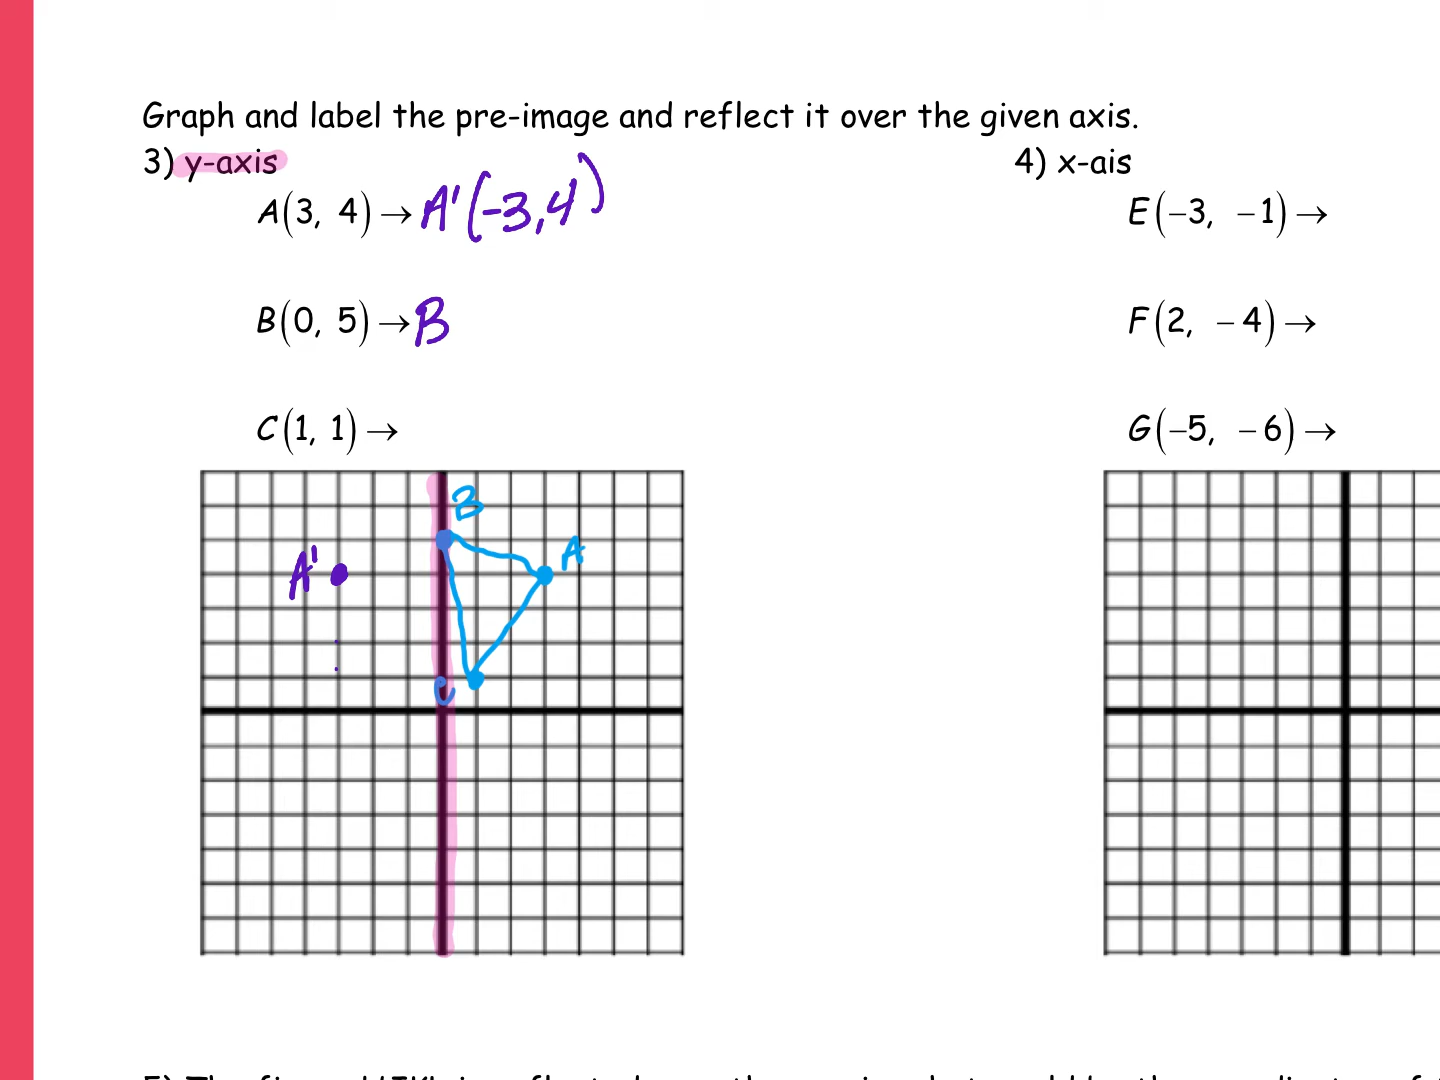 Graph and label the pre-image and reflect it over the given axis.
3) y-axis
A(3, 4) → A'(-3,4)
B(0, 5) → B
C(1, 1) →
B
A
A'
C
4) x-ais
E(−3, −1) →
F(2, −4) →
G(−5, −6) →